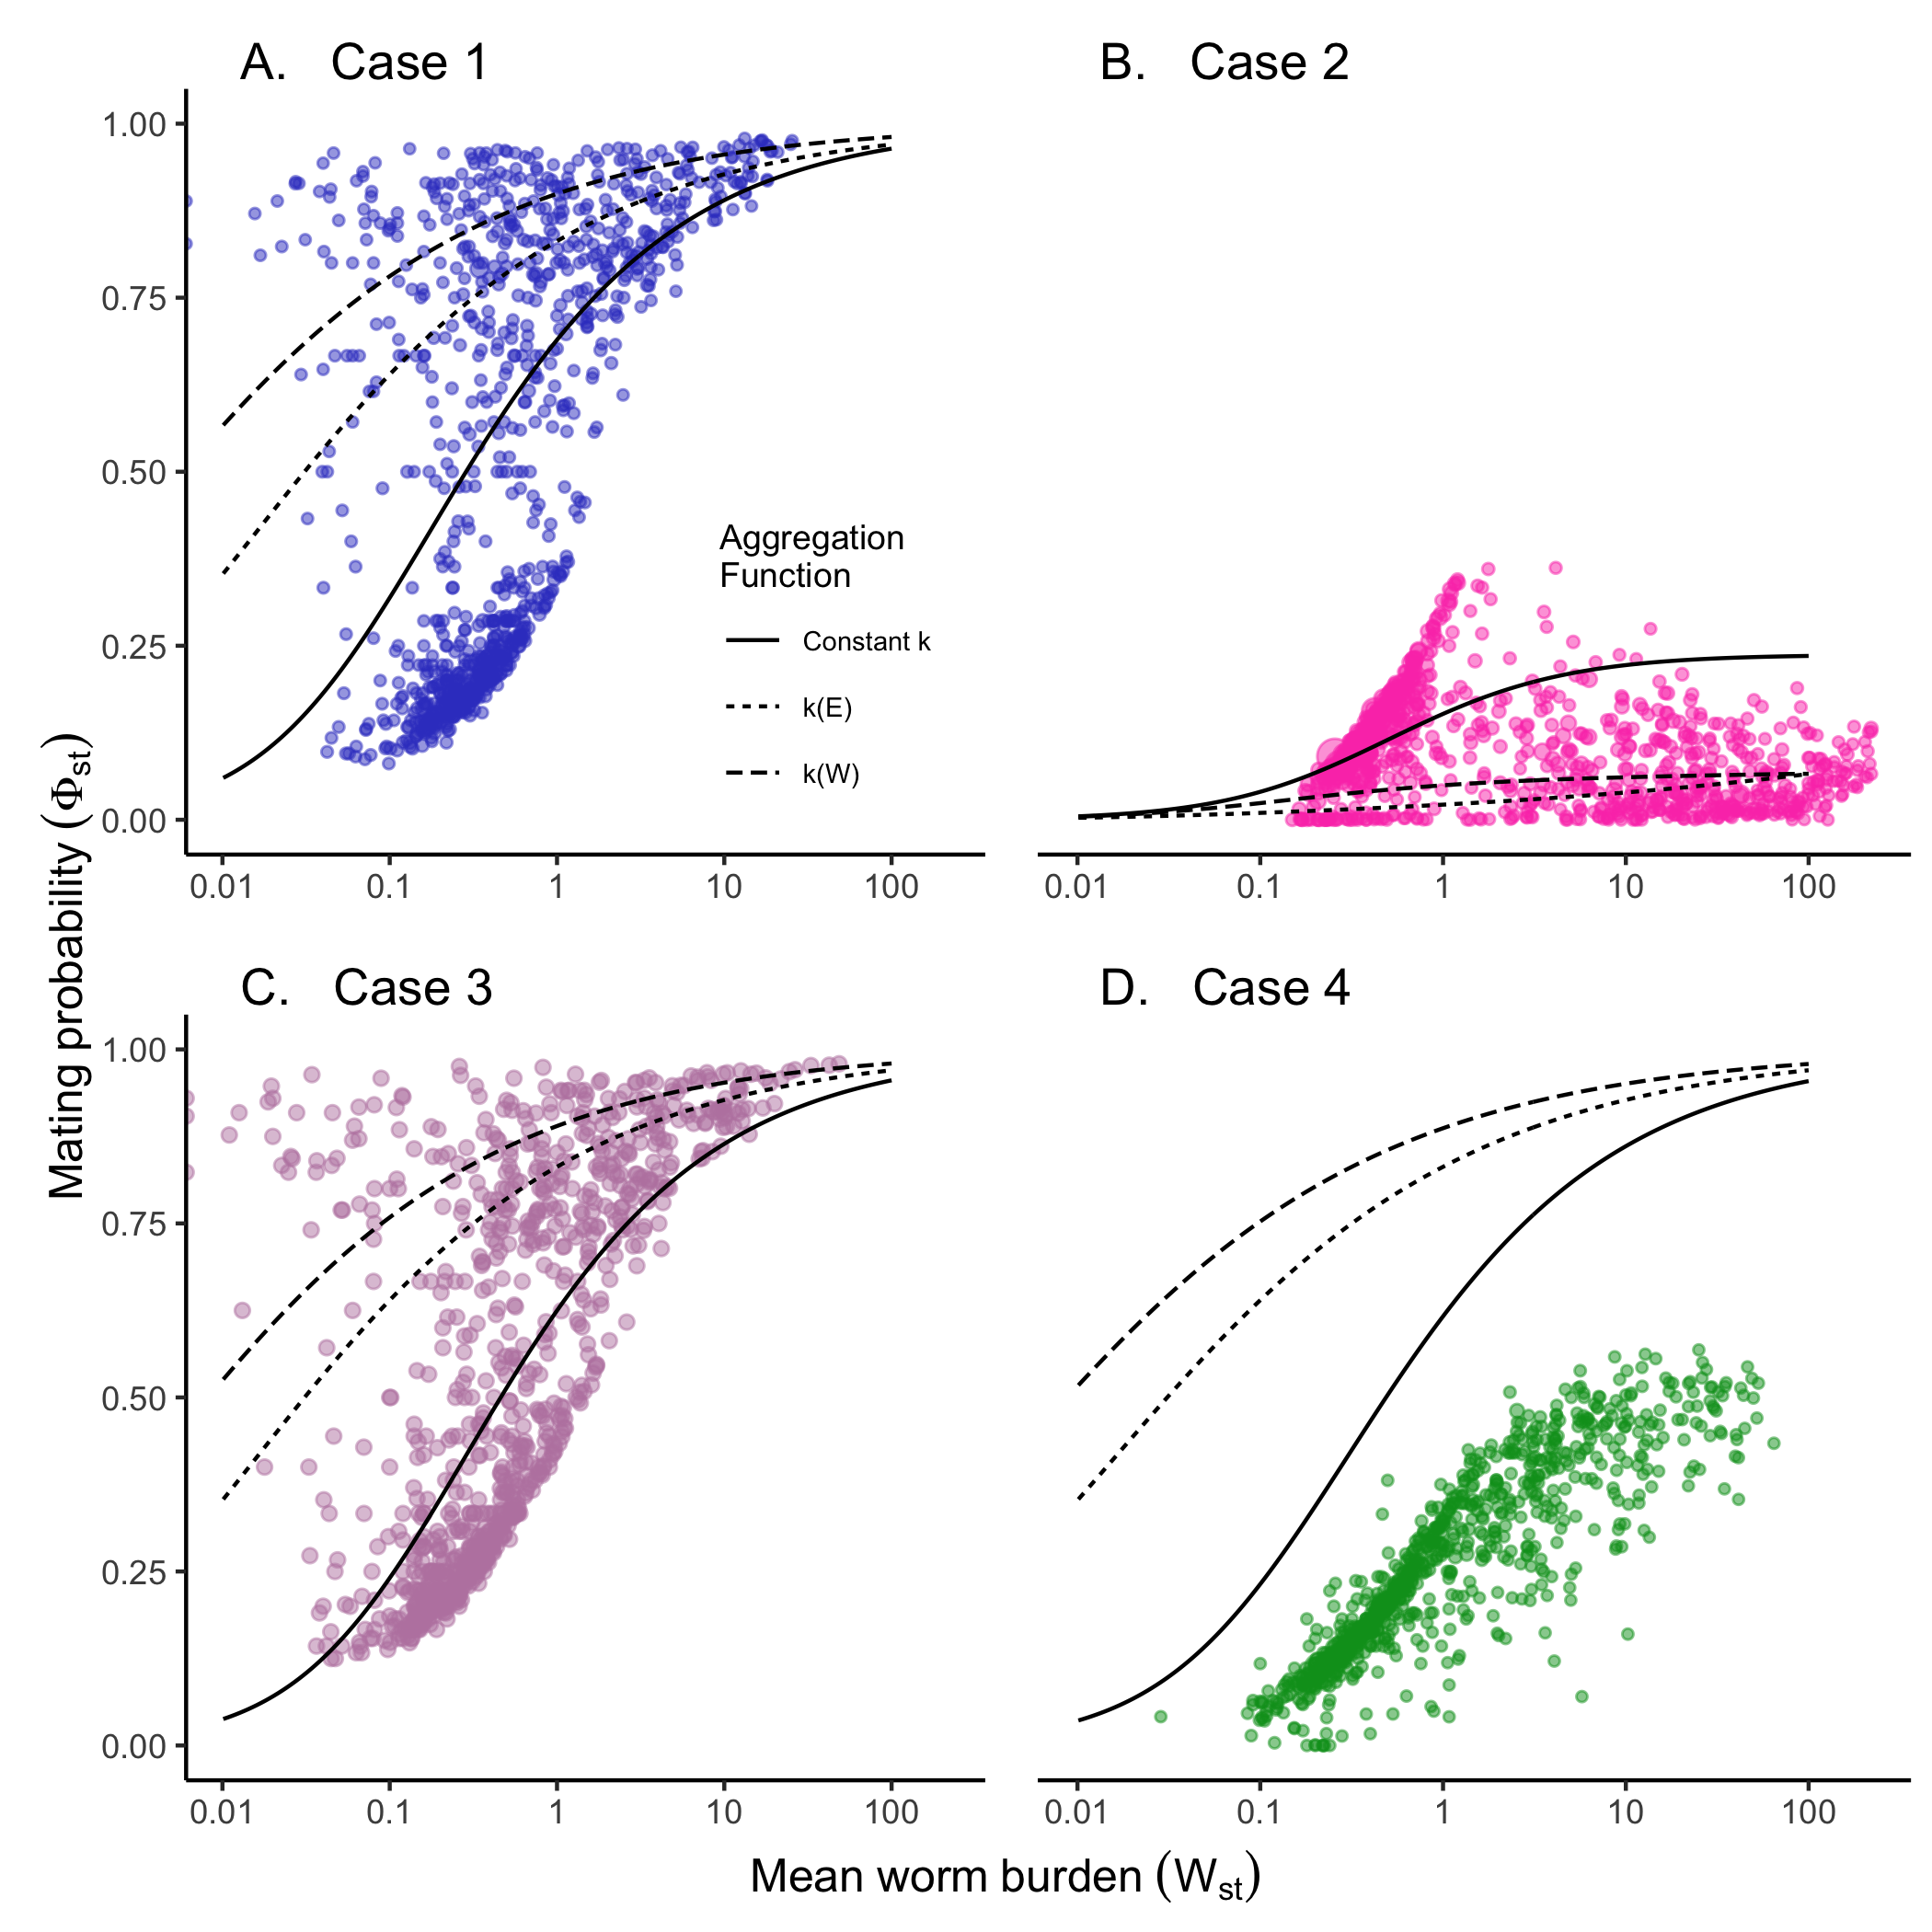 A. Case 1
B. Case 2
1.00
0.75
0.50
0.25
0.00
Aggregation
Function
Constant k
k(E)
k(W)
0.01 0.1 1 10 100
0.01 0.1 1 10 100
Mating probability (Φst)
C. Case 3
D. Case 4
1.00
0.75
0.50
0.25
0.00
0.01 0.1 1 10 100
0.01 0.1 1 10 100
Mean worm burden (Wst)